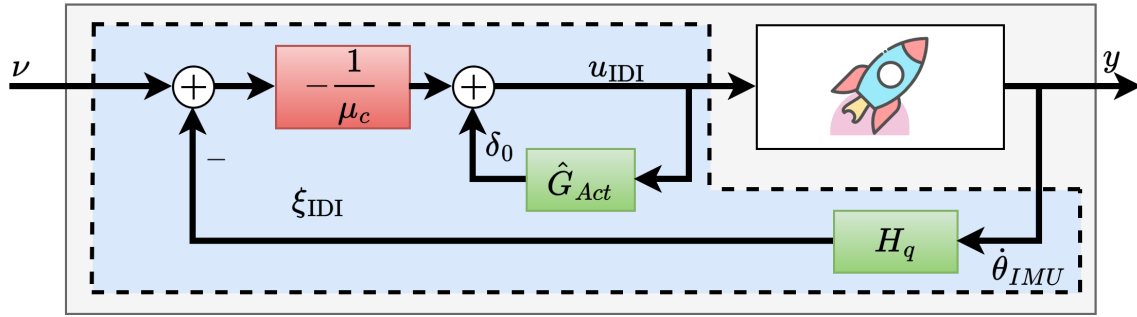 ν
+
−1/μ_c
+
u_IDI
y
δ_0
Ĝ_Act
−
ξ_IDI
H_q
θ̇_IMU